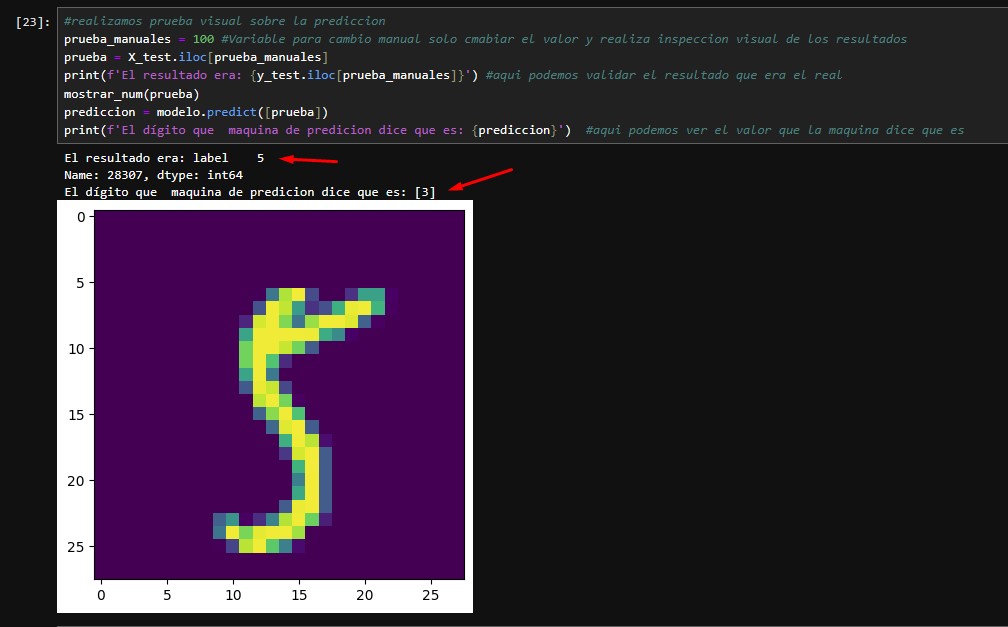 [23]: #realizamos prueba visual sobre la prediccion
prueba_manuales = 100 #Variable para cambio manual solo cmabiar el valor y realiza inspeccion visual de los resultados
prueba = X_test.iloc[prueba_manuales]
print(f'El resultado era: {y_test.iloc[prueba_manuales]}') #aqui podemos validar el resultado que era el real
mostrar_num(prueba)
prediccion = modelo.predict([prueba])
print(f'El dígito que  maquina de predicion dice que es: {prediccion}')  #aqui podemos ver el valor que la maquina dice que es
El resultado era: label    5
Name: 28307, dtype: int64
El dígito que  maquina de predicion dice que es: [3]
0
5
10
15
20
25
0 5 10 15 20 25